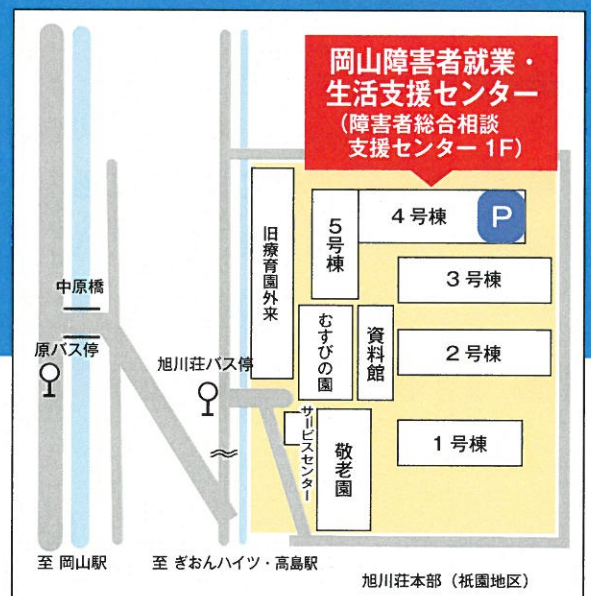 岡山障害者就業・
生活支援センター
（障害者総合相談
支援センター 1F）
P
4号棟
5号棟
旧療育園外来
3号棟
中原橋
むすびの園
資料館
2号棟
原バス停
旭川荘バス停
サービスセンター
敬老園
1号棟
至 岡山駅
至 ぎおんハイツ・高島駅
旭川荘本部（祇園地区）